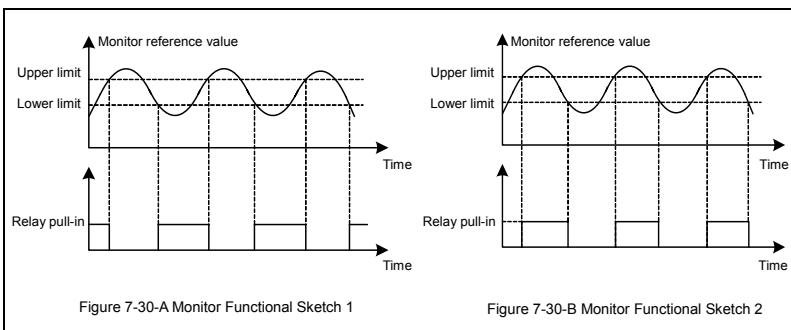 Monitor reference value
Upper limit
Lower limit
Time
Relay pull-in
Time
Figure 7-30-A Monitor Functional Sketch 1
Monitor reference value
Upper limit
Lower limit
Time
Relay pull-in
Time
Figure 7-30-B Monitor Functional Sketch 2